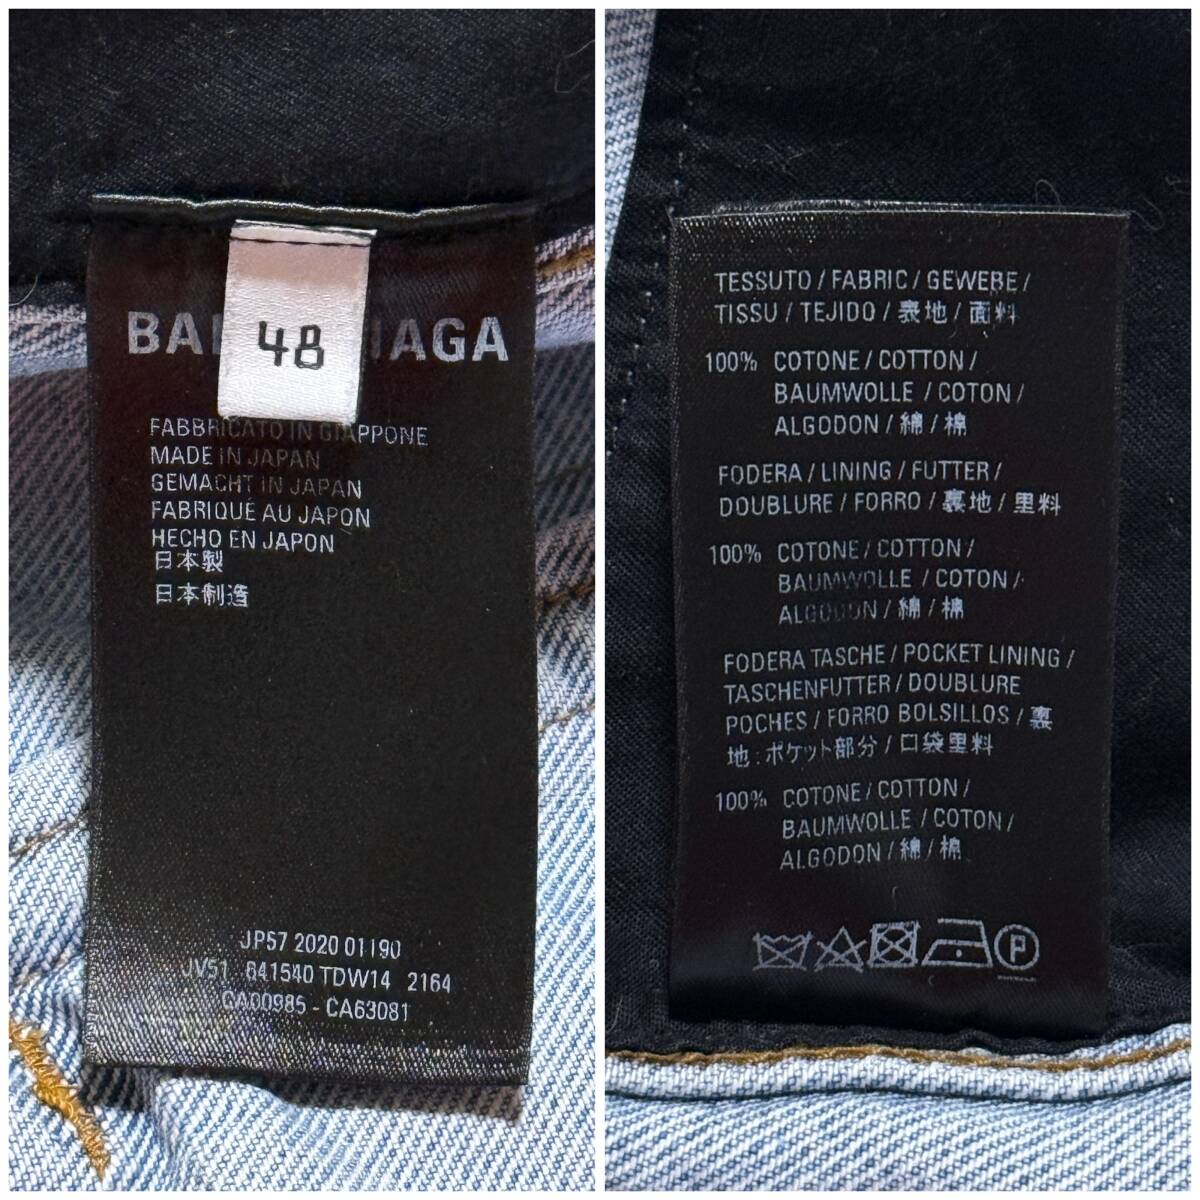 48
FABBRICATO IN GIAPPONE
MADE IN JAPAN
GEMACHT IN JAPAN
FABRIQUE AU JAPON
HECHO EN JAPON
日本製
日本制造
JP57 2020 01190
JV51 641540 TDW14 2164
CA00985 - CA63081
TESSUTO / FABRIC / GEWEBE /
TISSU / TEJIDO / 表地 / 面料
100% COTONE / COTTON /
BAUMWOLLE / COTON /
ALGODON / 綿 / 棉
FODERA / LINING / FUTTER /
DOUBLURE / FORRO / 裏地 / 里料
100% COTONE / COTTON /
BAUMWOLLE / COTON /
ALGODON / 綿 / 棉
FODERA TASCHE / POCKET LINING /
TASCHENFUTTER / DOUBLURE
POCHES / FORRO BOLSILLOS / 裏
地:ポケット部分 / 口袋里料
100% COTONE / COTTON /
BAUMWOLLE / COTON /
ALGODON / 綿 / 棉
P